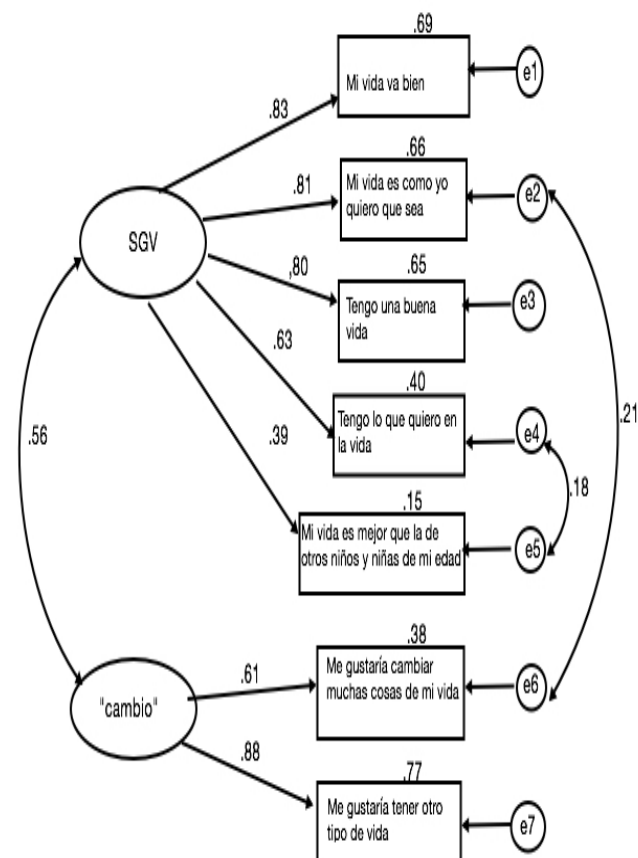 .69
Mi vida va bien
e1
.83
.66
Mi vida es como yo
quiero que sea
e2
.81
SGV
.65
,80
Tengo una buena
vida
e3
.63
.40
Tengo lo que quiero en
la vida
e4
.56
.39
.21
.18
.15
Mi vida es mejor que la de
otros niños y niñas de mi edad
e5
.38
Me gustaría cambiar
muchas cosas de mi vida
e6
.61
"cambio"
.88
.77
Me gustaría tener otro
tipo de vida
e7